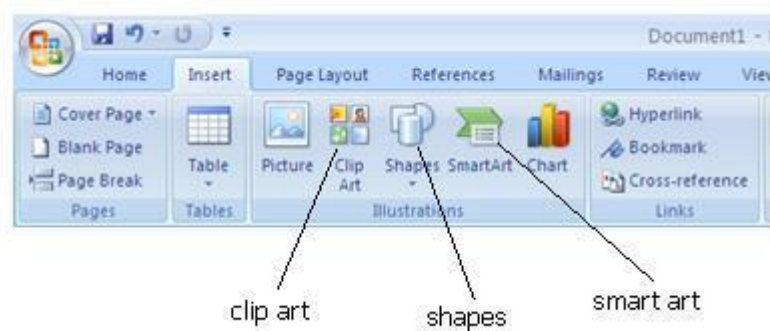 Document1 -
Home Insert Page Layout References Mailings Review View
Cover Page
Blank Page
Page Break
Table
Picture Clip Art Shapes SmartArt Chart
Hyperlink
Bookmark
Cross-reference
Pages Tables Illustrations Links
clip art shapes smart art